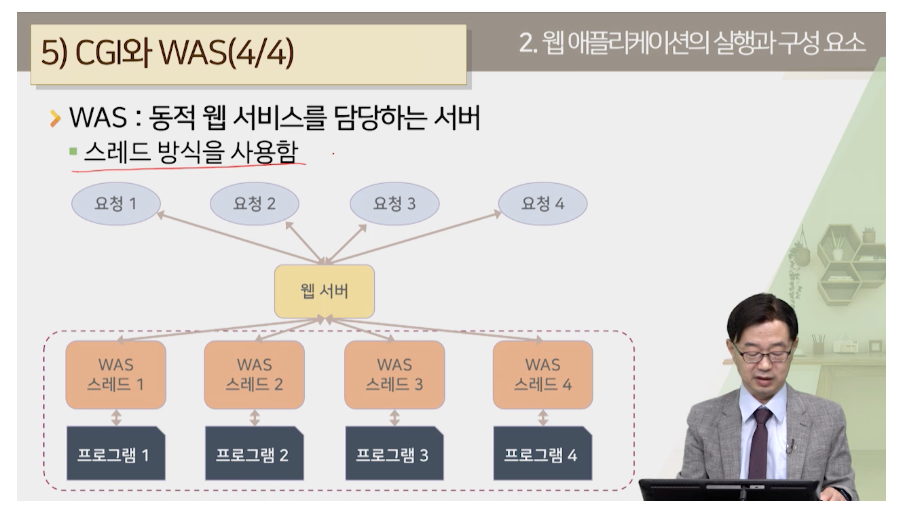 5) CGI와 WAS(4/4)
2. 웹 애플리케이션의 실행과 구성 요소
WAS : 동적 웹 서비스를 담당하는 서버
스레드 방식을 사용함
요청 1
요청 2
요청 3
요청 4
웹 서버
WAS
스레드 1
WAS
스레드 2
WAS
스레드 3
WAS
스레드 4
프로그램 1
프로그램 2
프로그램 3
프로그램 4